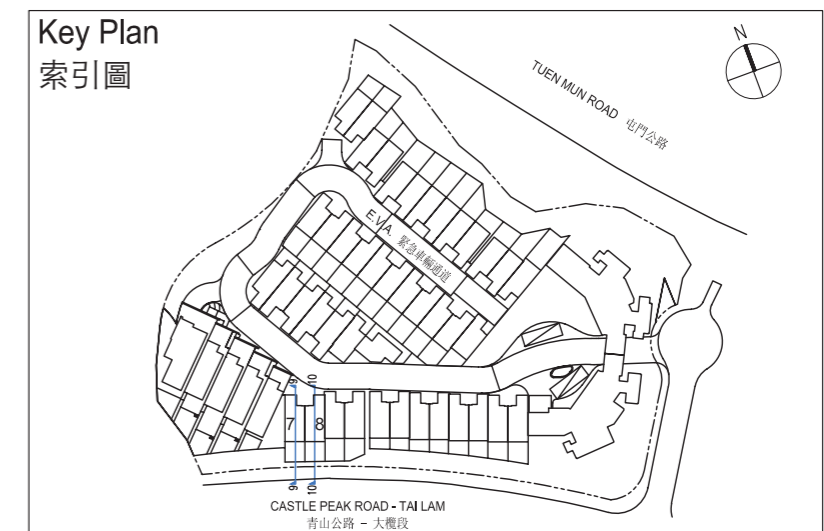 Key Plan
索引圖
N
TUEN MUN ROAD 屯門公路
E.V.A. 緊急車輛通道
9 10
7 8
9 10
CASTLE PEAK ROAD - TAI LAM
青山公路 - 大欖段